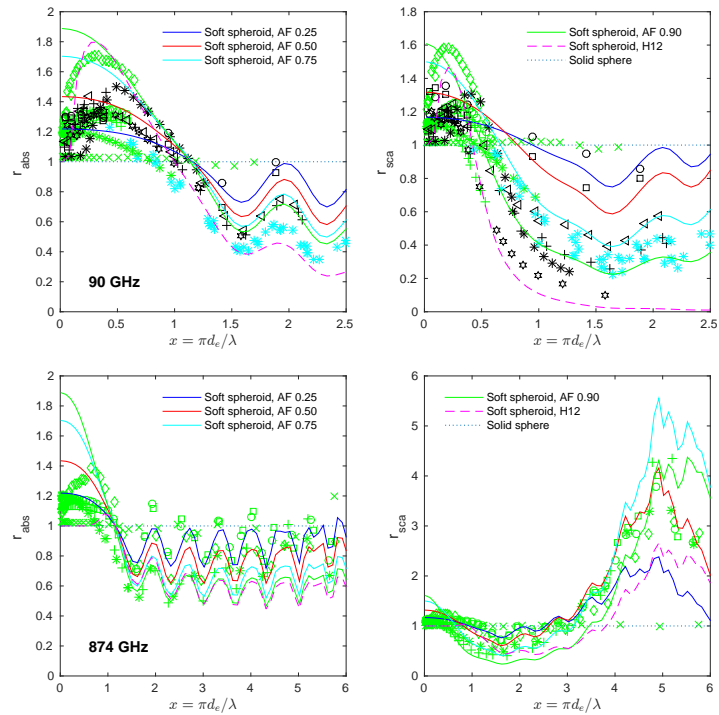 2
1.8
1.6
1.4
1.2
1
0.8
0.6
0.4
0.2
0
r_abs
Soft spheroid, AF 0.25
Soft spheroid, AF 0.50
Soft spheroid, AF 0.75
90 GHz
0 0.5 1 1.5 2 2.5
x = πd_e/λ
1.8
1.6
1.4
1.2
1
0.8
0.6
0.4
0.2
0
r_sca
Soft spheroid, AF 0.90
Soft spheroid, H12
Solid sphere
0 0.5 1 1.5 2 2.5
x = πd_e/λ
2
1.8
1.6
1.4
1.2
1
0.8
0.6
0.4
0.2
0
r_abs
Soft spheroid, AF 0.25
Soft spheroid, AF 0.50
Soft spheroid, AF 0.75
874 GHz
0 1 2 3 4 5 6
x = πd_e/λ
6
5
4
3
2
1
0
r_sca
Soft spheroid, AF 0.90
Soft spheroid, H12
Solid sphere
0 1 2 3 4 5 6
x = πd_e/λ